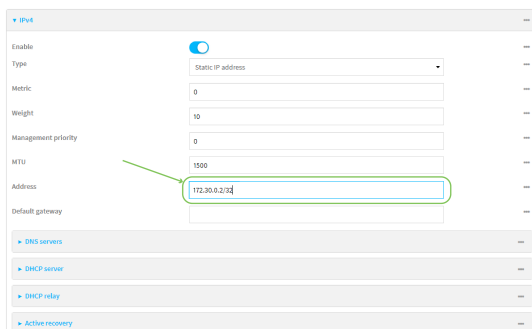 ▾ IPv4
Enable
Type Static IP address
Metric 0
Weight 10
Management priority 0
MTU 1500
Address 172.30.0.2/32
Default gateway
▸ DNS servers
▸ DHCP server
▸ DHCP relay
▸ Active recovery